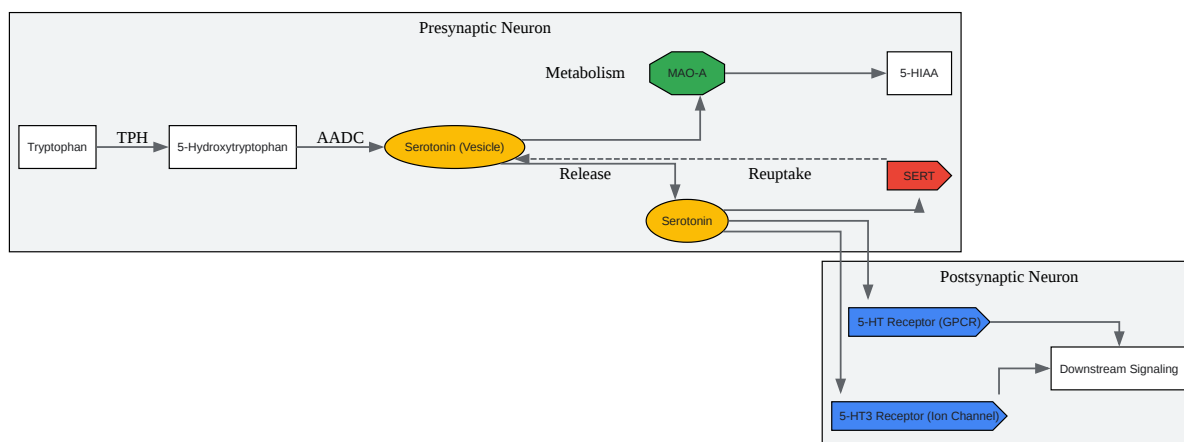 Presynaptic Neuron
Metabolism
MAO-A
5-HIAA
Tryptophan
TPH
5-Hydroxytryptophan
AADC
Serotonin (Vesicle)
Release
Reuptake
SERT
Serotonin
Postsynaptic Neuron
5-HT Receptor (GPCR)
Downstream Signaling
5-HT3 Receptor (Ion Channel)